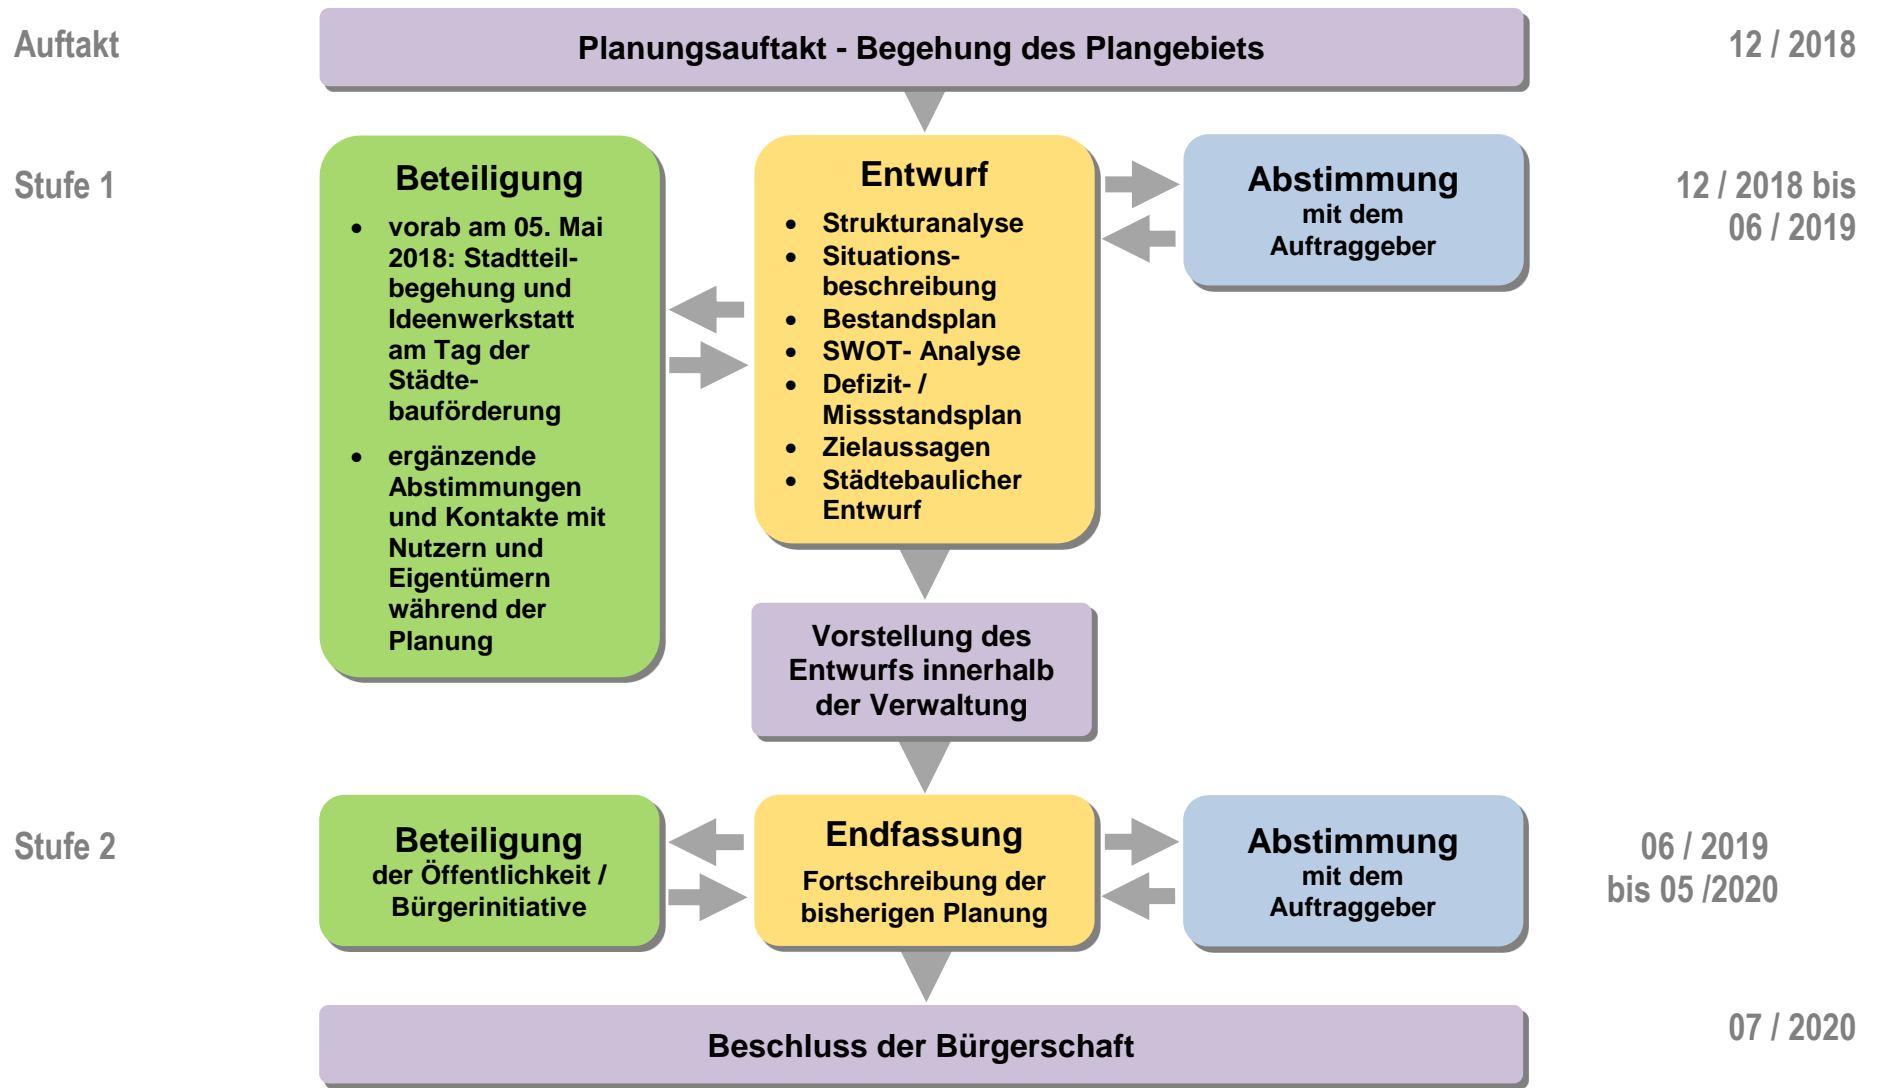 Auftakt
Planungsauftakt - Begehung des Plangebiets
12 / 2018
Stufe 1
Beteiligung
• vorab am 05. Mai
2018: Stadtteil-
begehung und
Ideenwerkstatt
am Tag der
Städte-
bauförderung
• ergänzende
Abstimmungen
und Kontakte mit
Nutzern und
Eigentümern
während der
Planung
Entwurf
• Strukturanalyse
• Situations-
beschreibung
• Bestandsplan
• SWOT- Analyse
• Defizit- /
Missstandsplan
• Zielaussagen
• Städtebaulicher
Entwurf
Abstimmung
mit dem
Auftraggeber
12 / 2018 bis
06 / 2019
Vorstellung des
Entwurfs innerhalb
der Verwaltung
Stufe 2
Beteiligung
der Öffentlichkeit /
Bürgerinitiative
Endfassung
Fortschreibung der
bisherigen Planung
Abstimmung
mit dem
Auftraggeber
06 / 2019
bis 05 /2020
Beschluss der Bürgerschaft
07 / 2020